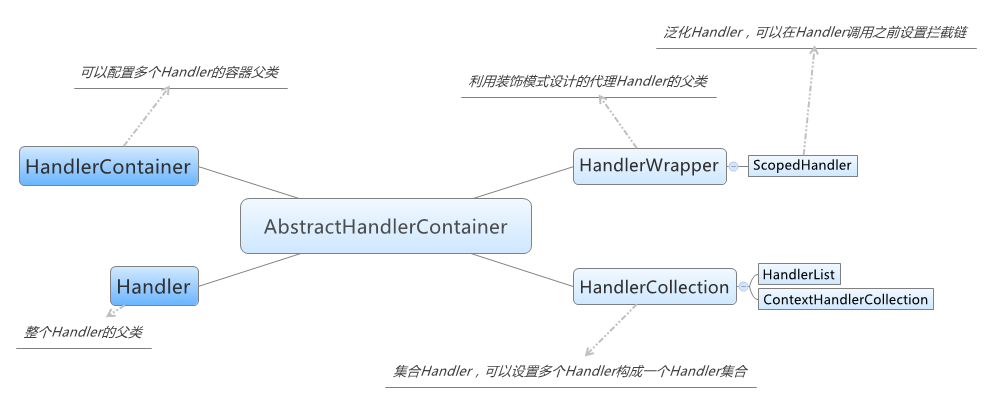 泛化Handler，可以在Handler调用之前设置拦截链
可以配置多个Handler的容器父类
利用装饰模式设计的代理Handler的父类
HandlerContainer
HandlerWrapper
ScopedHandler
AbstractHandlerContainer
Handler
HandlerCollection
HandlerList
ContextHandlerCollection
整个Handler的父类
集合Handler，可以设置多个Handler构成一个Handler集合